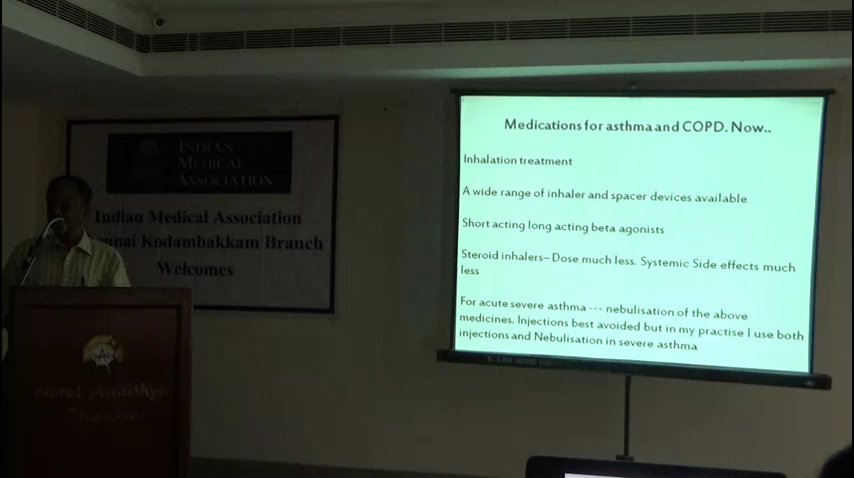 INDIAN
MEDICAL
ASSOCIATION
Indian Medical Association
Kodambakkam Branch
Welcomes
Hotel Aadithya
Medications for asthma and COPD. Now..
Inhalation treatment
A wide range of inhaler and spacer devices available
Short acting long acting beta agonists
Steroid inhalers– Dose much less. Systemic Side effects much
less
For acute severe asthma --- nebulisation of the above
medicines. Injections best avoided but in my practise I use both
injections and Nebulisation in severe asthma